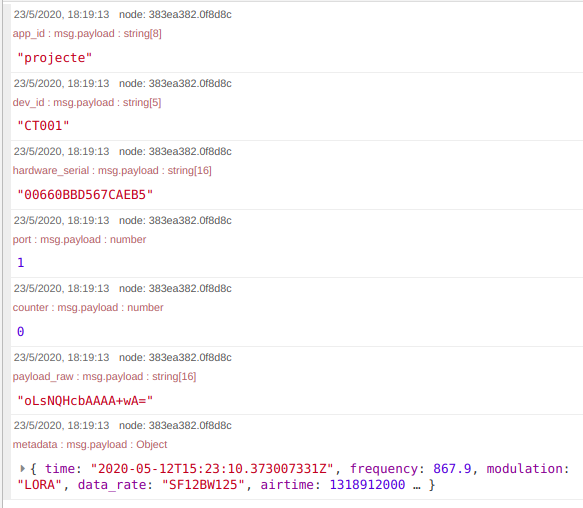 23/5/2020, 18:19:13 node: 383ea382.0f8d8c
app_id : msg.payload : string[8]
"projecte"
23/5/2020, 18:19:13 node: 383ea382.0f8d8c
dev_id : msg.payload : string[5]
"CT001"
23/5/2020, 18:19:13 node: 383ea382.0f8d8c
hardware_serial : msg.payload : string[16]
"00660BBD567CAEB5"
23/5/2020, 18:19:13 node: 383ea382.0f8d8c
port : msg.payload : number
1
23/5/2020, 18:19:13 node: 383ea382.0f8d8c
counter : msg.payload : number
0
23/5/2020, 18:19:13 node: 383ea382.0f8d8c
payload_raw : msg.payload : string[16]
"oLsNQHcbAAAA+wA="
23/5/2020, 18:19:13 node: 383ea382.0f8d8c
metadata : msg.payload : Object
{ time: "2020-05-12T15:23:10.373007331Z", frequency: 867.9, modulation:
"LORA", data_rate: "SF12BW125", airtime: 1318912000 … }